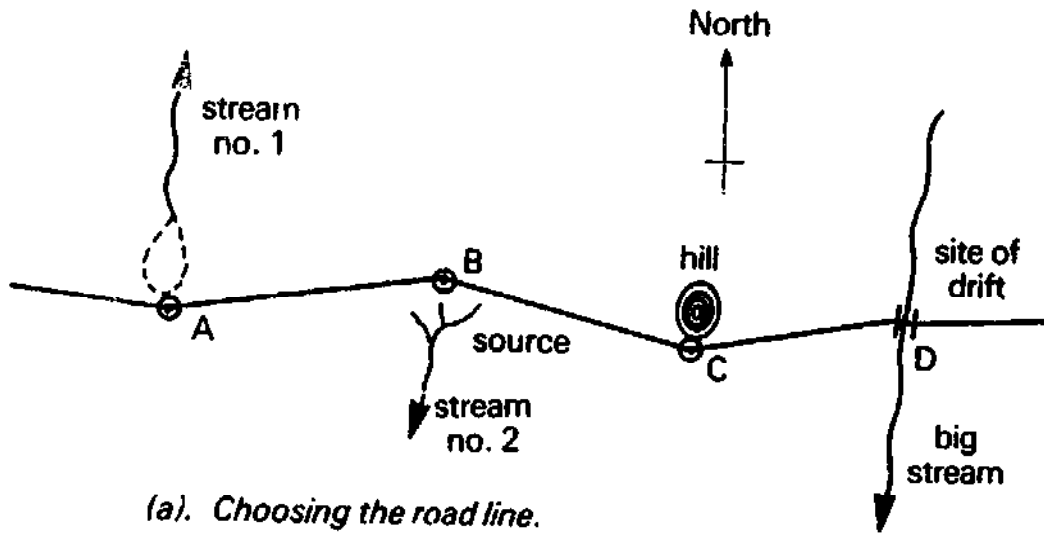 North
stream
no. 1
B
hill
site of
drift
A
source
C
D
stream
no. 2
big
stream
(a). Choosing the road line.